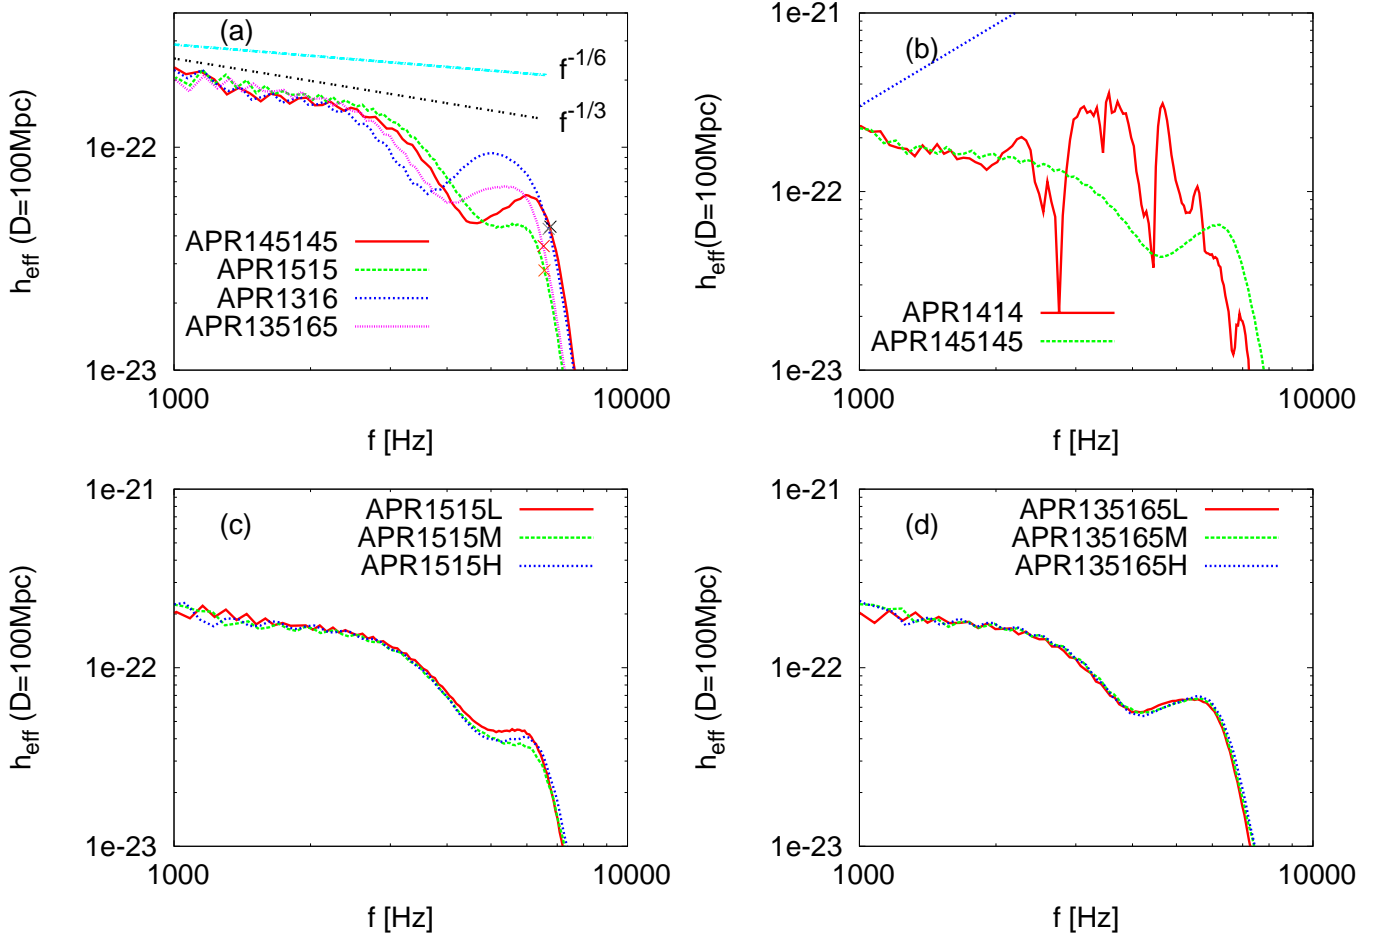 (a)
f-1/6
f-1/3
1e-22
1e-23
h_eff (D=100Mpc)
APR145145
APR1515
APR1316
APR135165
1000
10000
f [Hz]
(b)
1e-21
1e-22
1e-23
h_eff(D=100Mpc)
APR1414
APR145145
1000
10000
f [Hz]
(c)
1e-21
1e-22
1e-23
h_eff (D=100Mpc)
APR1515L
APR1515M
APR1515H
1000
10000
f [Hz]
(d)
1e-21
1e-22
1e-23
h_eff (D=100Mpc)
APR135165L
APR135165M
APR135165H
1000
10000
f [Hz]